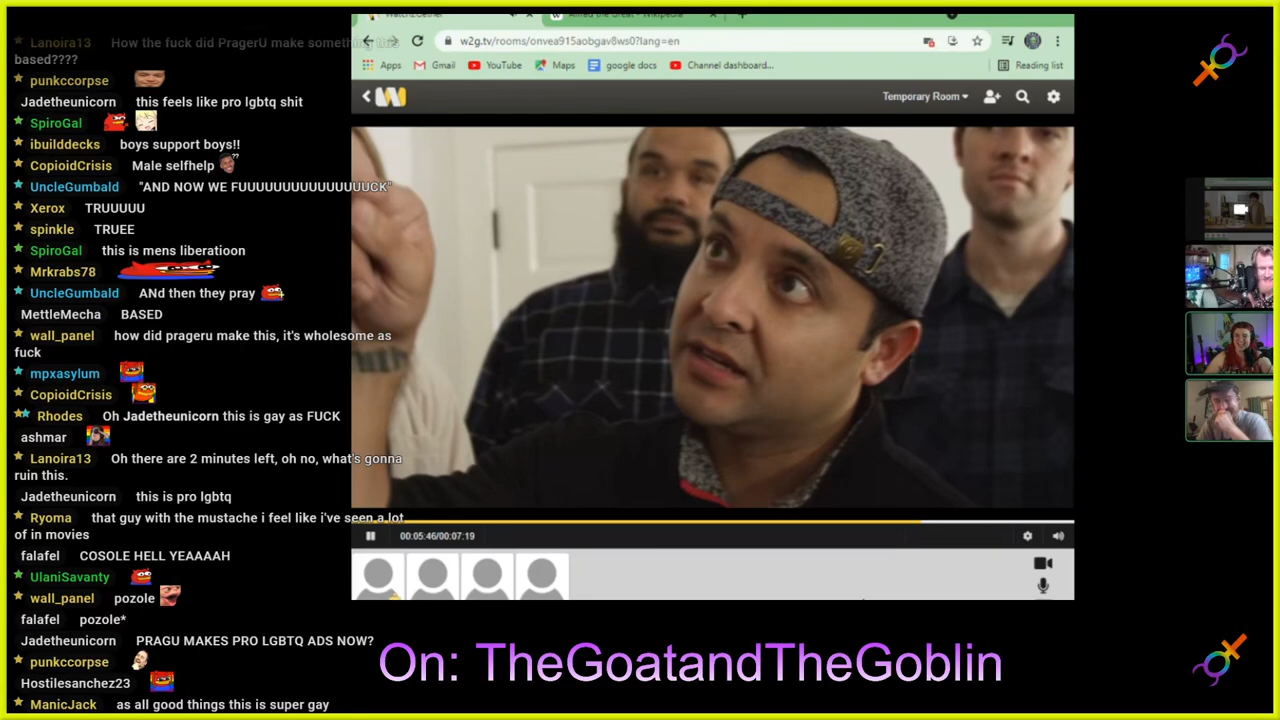 Lanoira13 How the fuck did PragerU make something this
based????
punkccorpse
Jadetheunicorn this feels like pro lgbtq shit
SpiroGal
ibuilddecks boys support boys!!
CopioidCrisis Male selfhelp
UncleGumbald "AND NOW WE FUUUUUUUUUUUUUUUUCK"
Xerox TRUUUUU
spinkle TRUEE
SpiroGal this is mens liberatioon
Mrkrabs78
UncleGumbald ANd then they pray
MettleMecha BASED
wall_panel how did prageru make this, it's wholesome as
fuck
mpxasylum
CopioidCrisis
Rhodes Oh Jadetheunicorn this is gay as FUCK
ashmar
Lanoira13 Oh there are 2 minutes left, oh no, what's gonna
ruin this.
Jadetheunicorn this is pro lgbtq
Ryoma that guy with the mustache i feel like i've seen a lot
of in movies
falafel COSOLE HELL YEAAAAH
UlaniSavanty
wall_panel pozole
falafel pozole*
Jadetheunicorn PRAGU MAKES PRO LGBTQ ADS NOW?
punkccorpse
Hostilesanchez23
ManicJack as all good things this is super gay
Watch2Gether
Alfred the Great - Wikipedia
w2g.tv/rooms/onvea915aobgav8ws0?lang=en
Apps Gmail YouTube Maps google docs Channel dashboard... Reading list
Temporary Room
00:05:46/00:07:19
On: TheGoatandTheGoblin